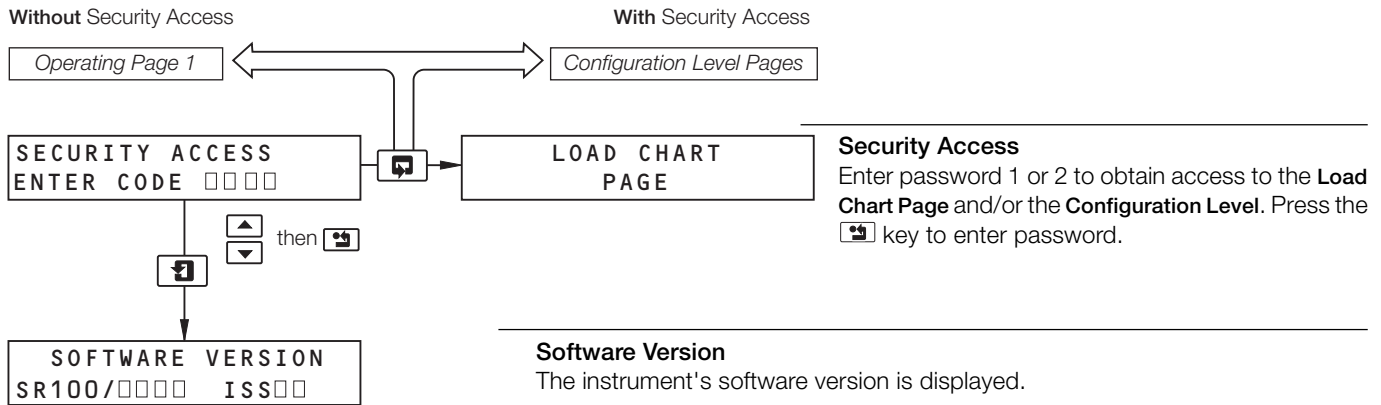 Without Security Access
With Security Access
Operating Page 1
Configuration Level Pages
SECURITY ACCESS
ENTER CODE □□□□
LOAD CHART
PAGE
Security Access
Enter password 1 or 2 to obtain access to the Load
Chart Page and/or the Configuration Level. Press the
key to enter password.
then
SOFTWARE VERSION
SR100/□□□□ ISS□□
Software Version
The instrument's software version is displayed.